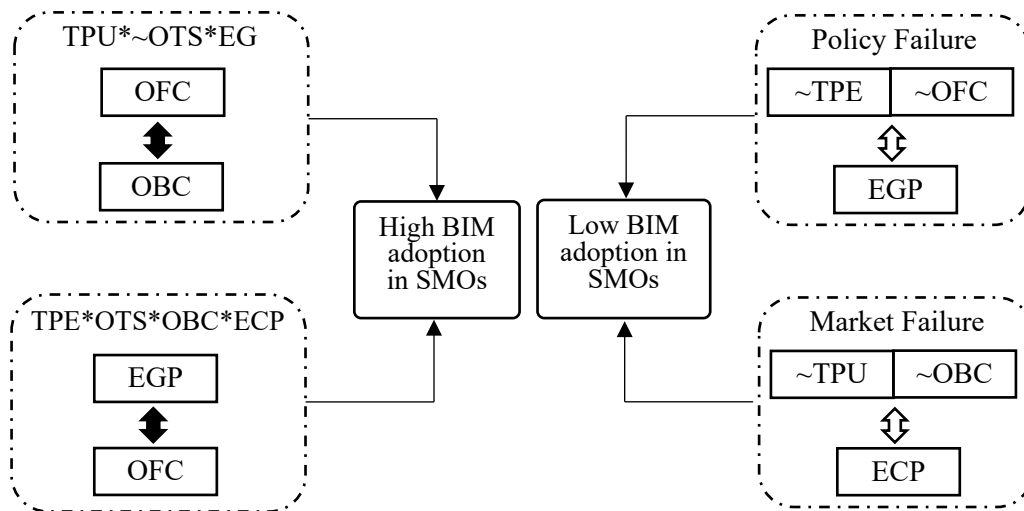 TPU*~OTS*EG
OFC
OBC
TPE*OTS*OBC*ECP
EGP
OFC
High BIM
adoption
in SMOs
Low BIM
adoption in
SMOs
Policy Failure
~TPE ~OFC
EGP
Market Failure
~TPU ~OBC
ECP